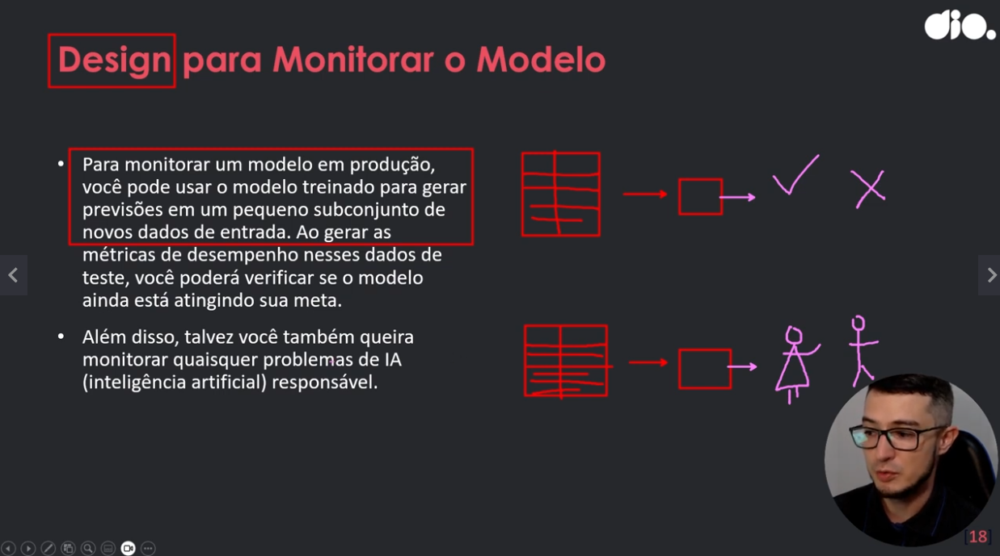 dio.
Design para Monitorar o Modelo
• Para monitorar um modelo em produção,
você pode usar o modelo treinado para gerar
previsões em um pequeno subconjunto de
novos dados de entrada. Ao gerar as
métricas de desempenho nesses dados de
teste, você poderá verificar se o modelo
ainda está atingindo sua meta.
• Além disso, talvez você também queira
monitorar quaisquer problemas de IA
(inteligência artificial) responsável.
[18]